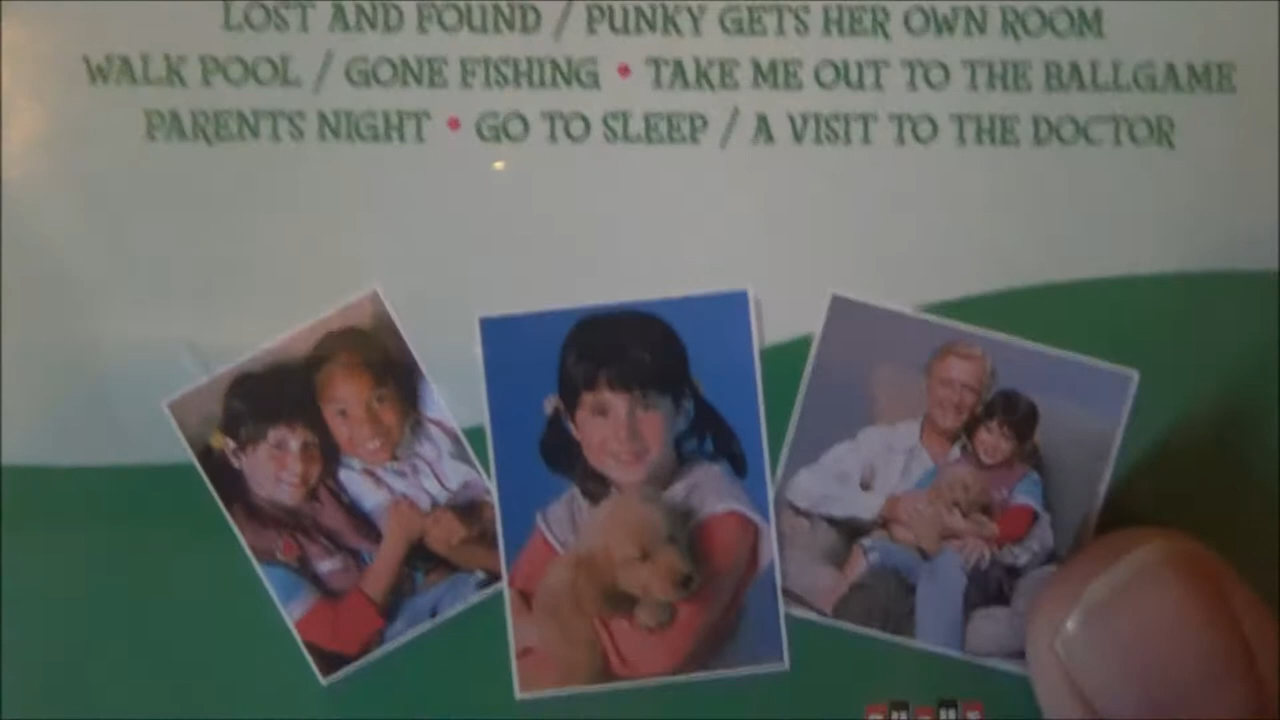 LOST AND FOUND / PUNKY GETS HER OWN ROOM
WALK POOL / GONE FISHING • TAKE ME OUT TO THE BALLGAME
PARENTS NIGHT • GO TO SLEEP / A VISIT TO THE DOCTOR